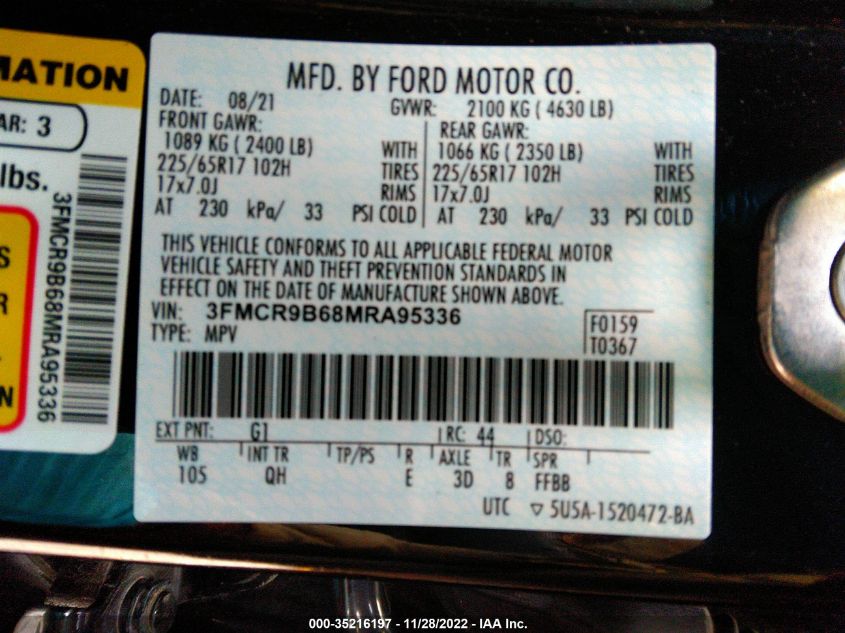 MATION
AR: 3
lbs.
3FMCR9B68MRA95336
S
R
N
MFD. BY FORD MOTOR CO.
DATE: 08/21 GVWR: 2100 KG ( 4630 LB)
FRONT GAWR: REAR GAWR:
1089 KG ( 2400 LB) WITH 1066 KG ( 2350 LB) WITH
225/65R17 102H TIRES 225/65R17 102H TIRES
17x7.0J RIMS 17x7.0J RIMS
AT 230 kPa/ 33 PSI COLD AT 230 kPa/ 33 PSI COLD
THIS VEHICLE CONFORMS TO ALL APPLICABLE FEDERAL MOTOR
VEHICLE SAFETY AND THEFT PREVENTION STANDARDS IN
EFFECT ON THE DATE OF MANUFACTURE SHOWN ABOVE.
VIN: 3FMCR9B68MRA95336
TYPE: MPV
F0159
T0367
EXT PNT: G1 RC: 44 DSO:
WB INT TR TP/PS R AXLE TR SPR
105 QH E 3D 8 FFBB
UTC ▽ 5U5A-1520472-BA
000-35216197 - 11/28/2022 - IAA Inc.